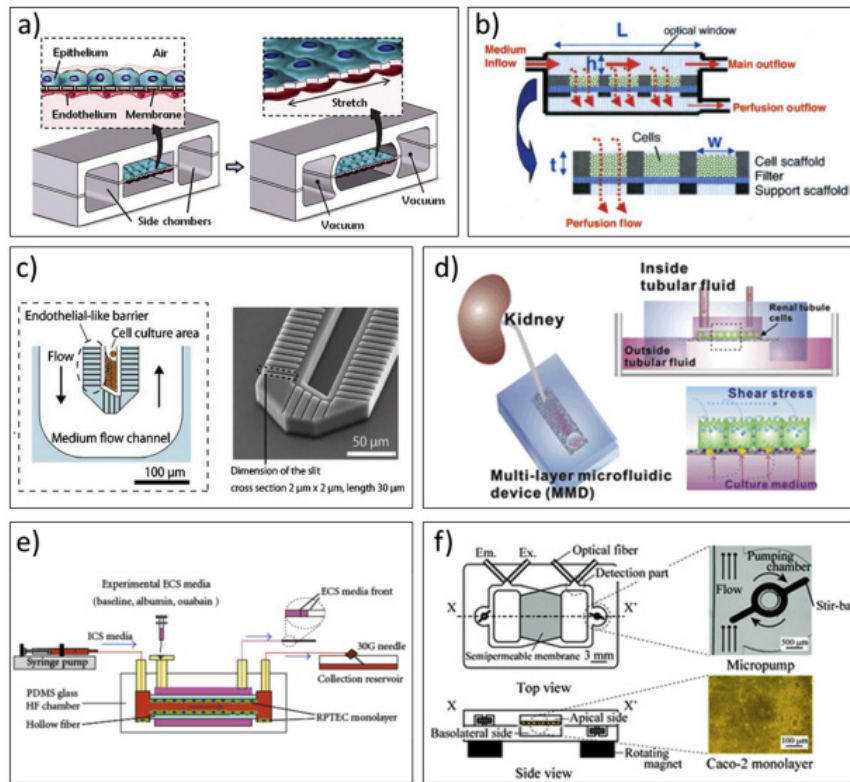 a)
Epithelium Air
Endothelium Membrane
Stretch
Side chambers
Vacuum
Vacuum
b)
L
optical window
Medium
Inflow
h
Main outflow
Perfusion outflow
Cells
w
t
Cell scaffold
Filter
Support scaffold
Perfusion flow
c)
Endothelial-like barrier
Cell culture area
Flow
Medium flow channel
100 μm
50 μm
Dimension of the slit
cross section 2 μm x 2 μm, length 30 μm
d)
Kidney
Multi-layer microfluidic
device (MMD)
Inside
tubular fluid
Renal tubule
cells
Outside
tubular fluid
Shear stress
Culture medium
e)
Experimental ECS media
(baseline, albumin, ouabain)
ECS media front
ICS media
Syringe pump
30G needle
Collection reservoir
PDMS glass
HF chamber
Hollow fiber
RPTEC monolayer
f)
Em. Ex. Optical fiber
Detection part
X X'
Semipermeable membrane 3 mm
Top view
Pumping
chamber
Flow
Stir-ba
500 μm
Micropump
X X'
Apical side
Basolateral side
Rotating
magnet
Side view
100 μm
Caco-2 monolayer